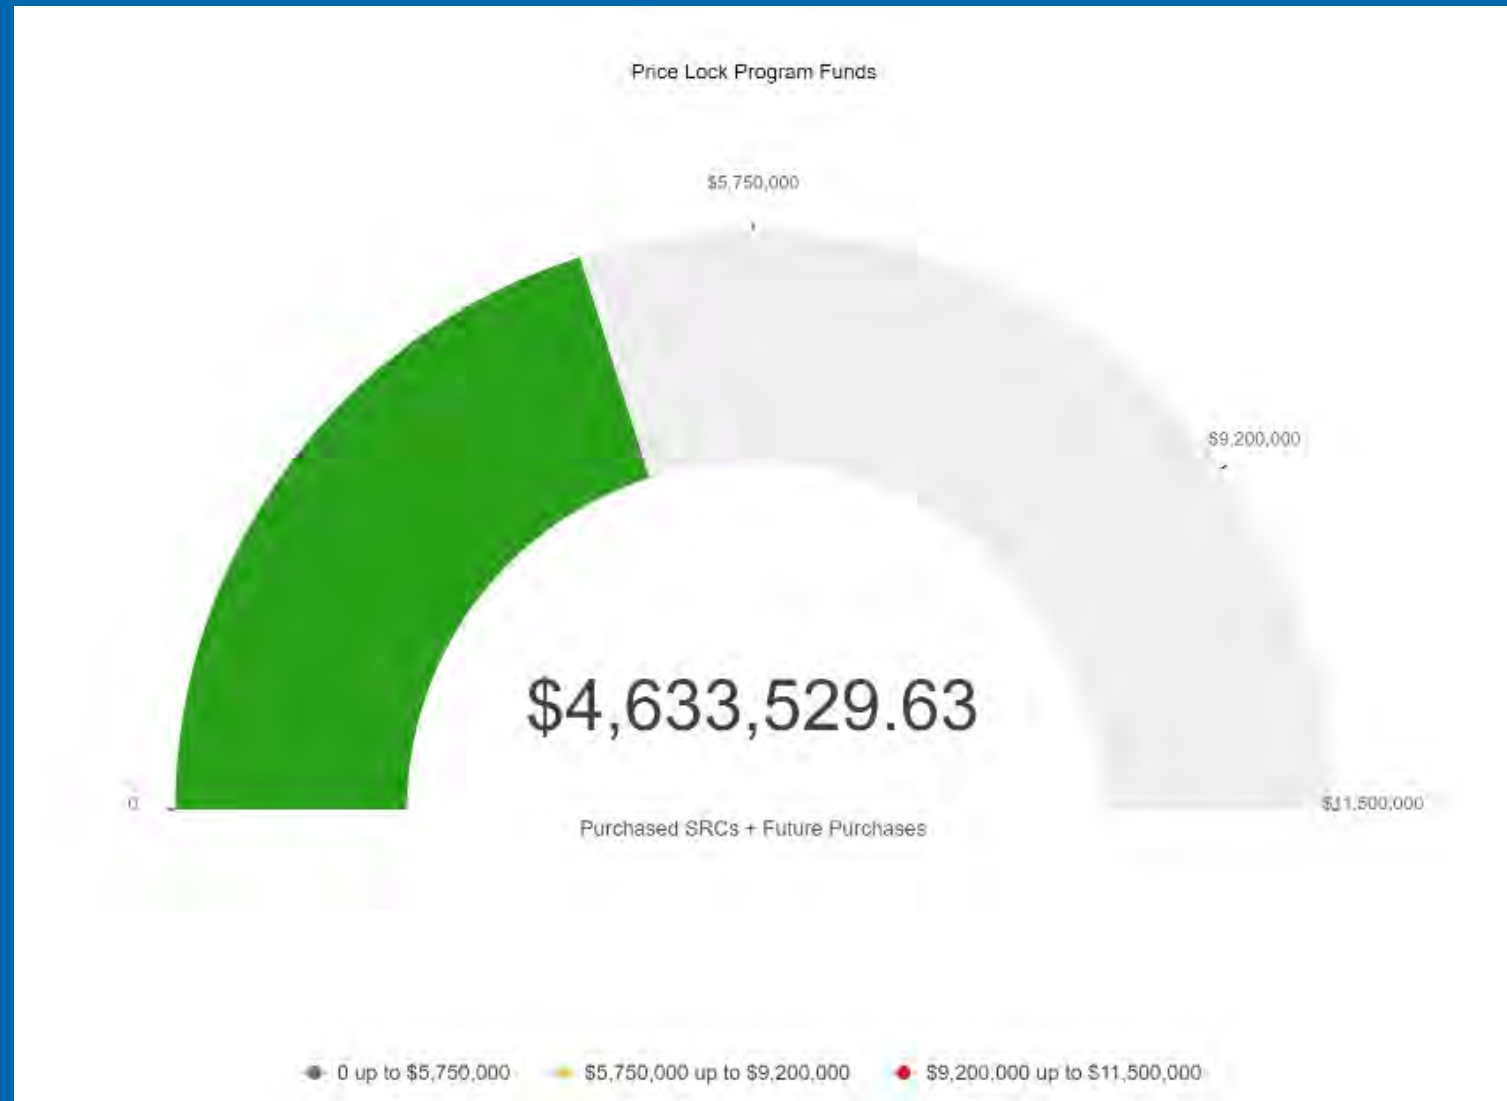 Price Lock Program Funds
$5,750,000
$9,200,000
$4,633,529.63
0
$11,500,000
Purchased SRCs + Future Purchases
0 up to $5,750,000
$5,750,000 up to $9,200,000
$9,200,000 up to $11,500,000